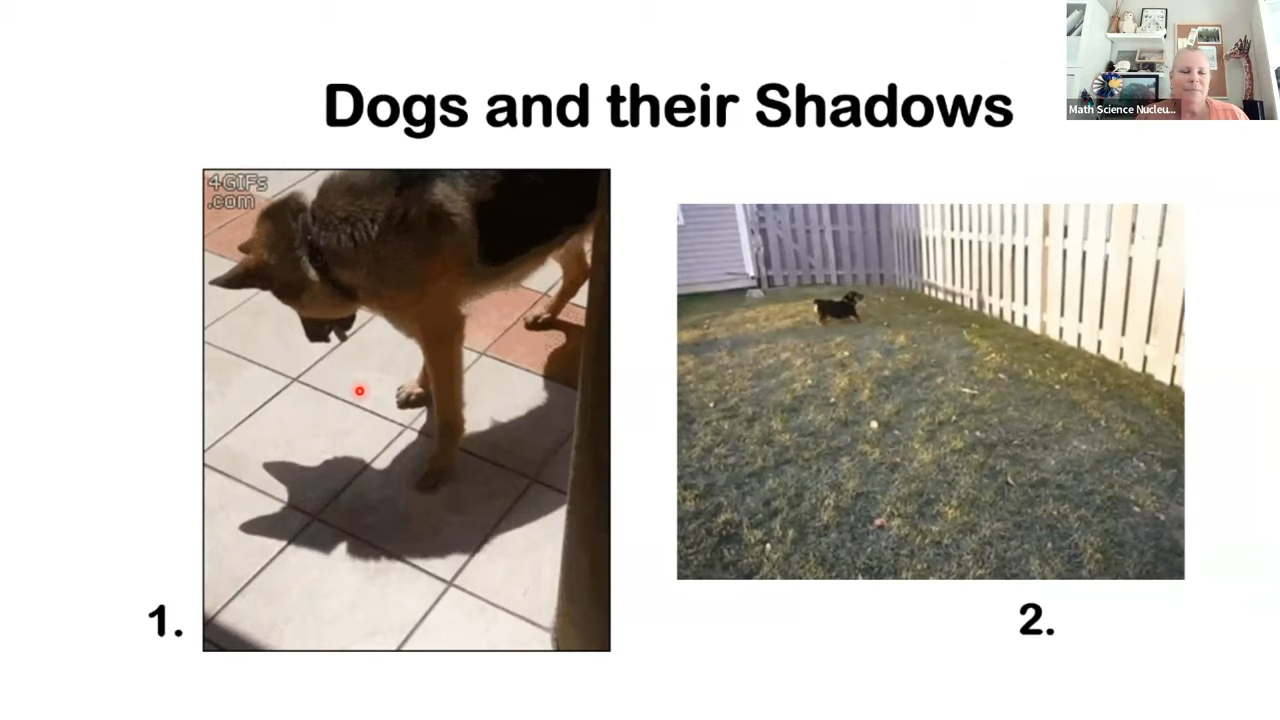 Dogs and their Shadows
Math Science Nucleu...
4GIFs
.com
1.
2.